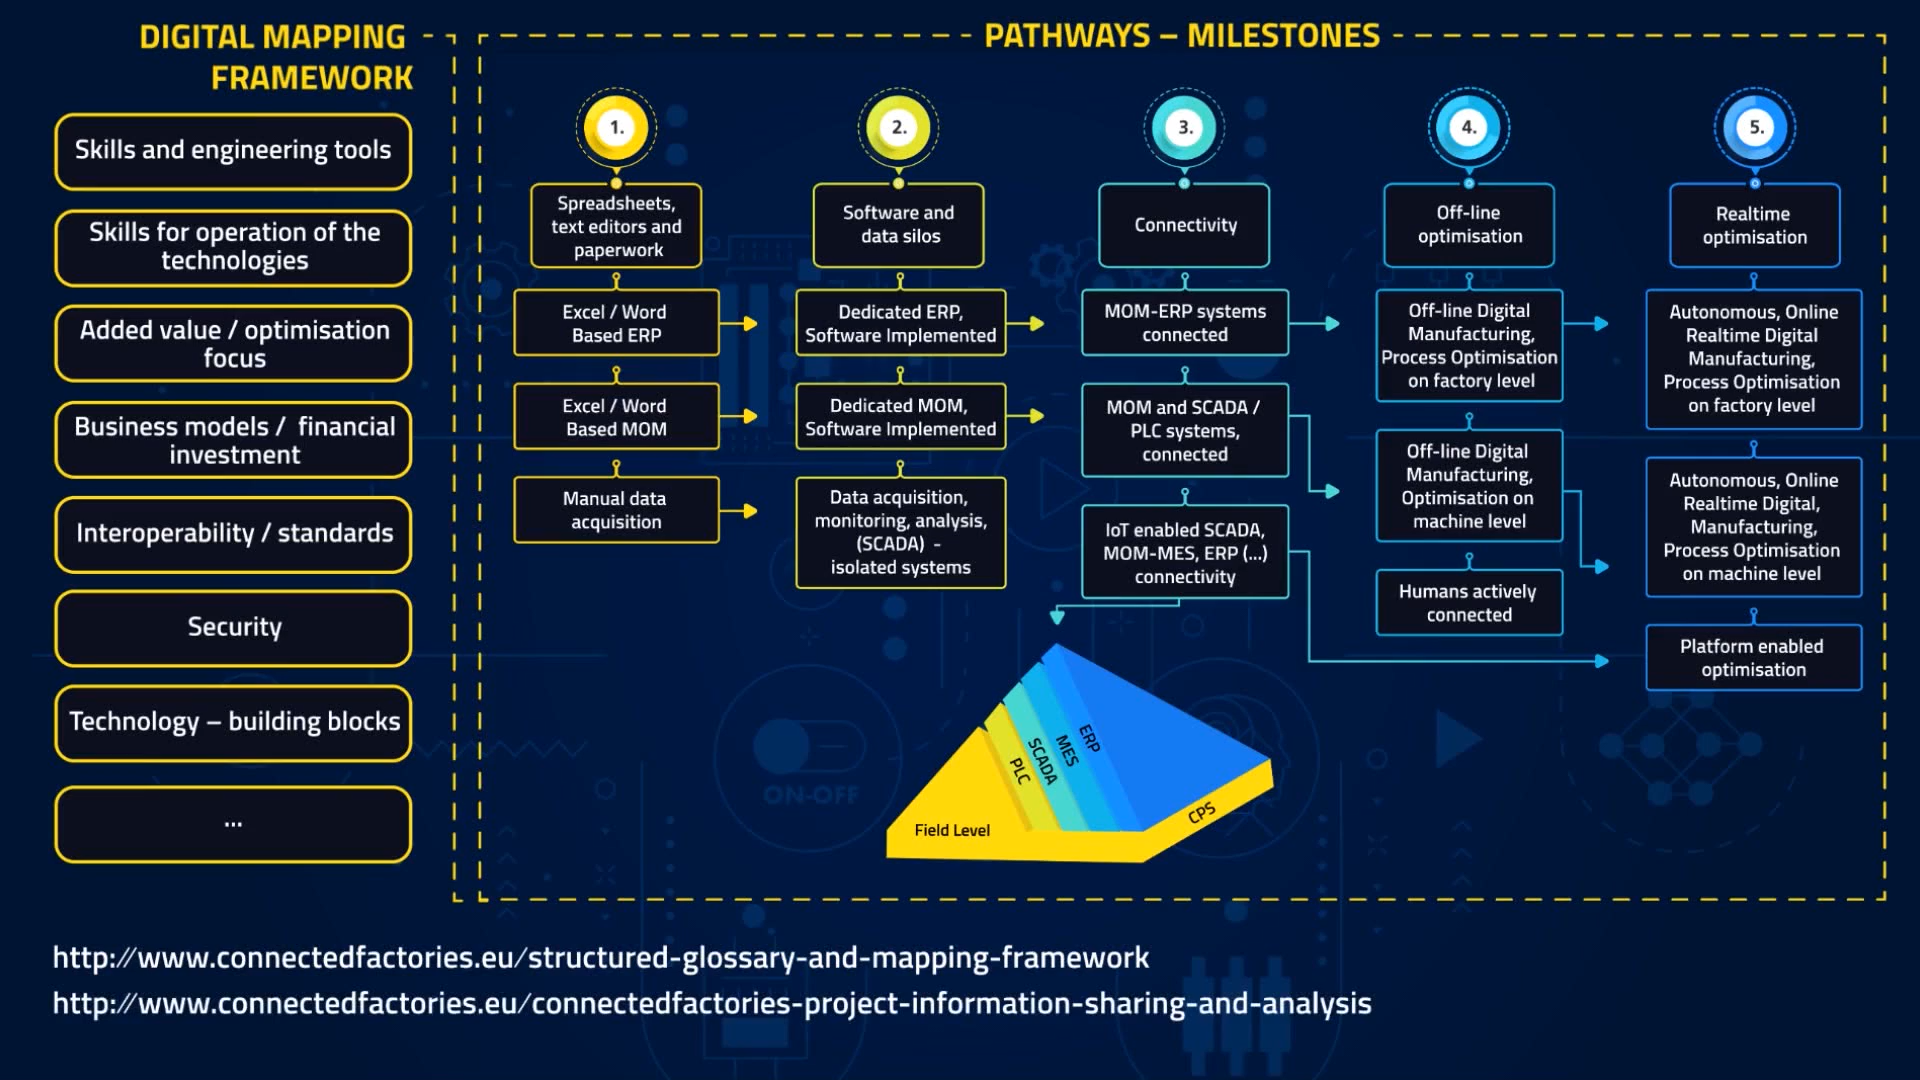 DIGITAL MAPPING
FRAMEWORK
Skills and engineering tools
Skills for operation of the
technologies
Added value / optimisation
focus
Business models /  financial
investment
Interoperability / standards
Security
Technology – building blocks
...
PATHWAYS – MILESTONES
1.
Spreadsheets,
text editors and
paperwork
Excel / Word
Based ERP
Excel / Word
Based MOM
Manual data
acquisition
2.
Software and
data silos
Dedicated ERP,
Software Implemented
Dedicated MOM,
Software Implemented
Data acquisition,
monitoring, analysis,
(SCADA)  -
isolated systems
3.
Connectivity
MOM-ERP systems
connected
MOM and SCADA /
PLC systems,
connected
IoT enabled SCADA,
MOM-MES, ERP (...)
connectivity
4.
Off-line
optimisation
Off-line Digital
Manufacturing,
Process Optimisation
on factory level
Off-line Digital
Manufacturing,
Optimisation on
machine level
Humans actively
connected
5.
Realtime
optimisation
Autonomous, Online
Realtime Digital
Manufacturing,
Process Optimisation
on factory level
Autonomous, Online
Realtime Digital,
Manufacturing,
Process Optimisation
on machine level
Platform enabled
optimisation
ERP
MES
SCADA
PLC
Field Level
CPS
ON-OFF
http://www.connectedfactories.eu/structured-glossary-and-mapping-framework
http://www.connectedfactories.eu/connectedfactories-project-information-sharing-and-analysis